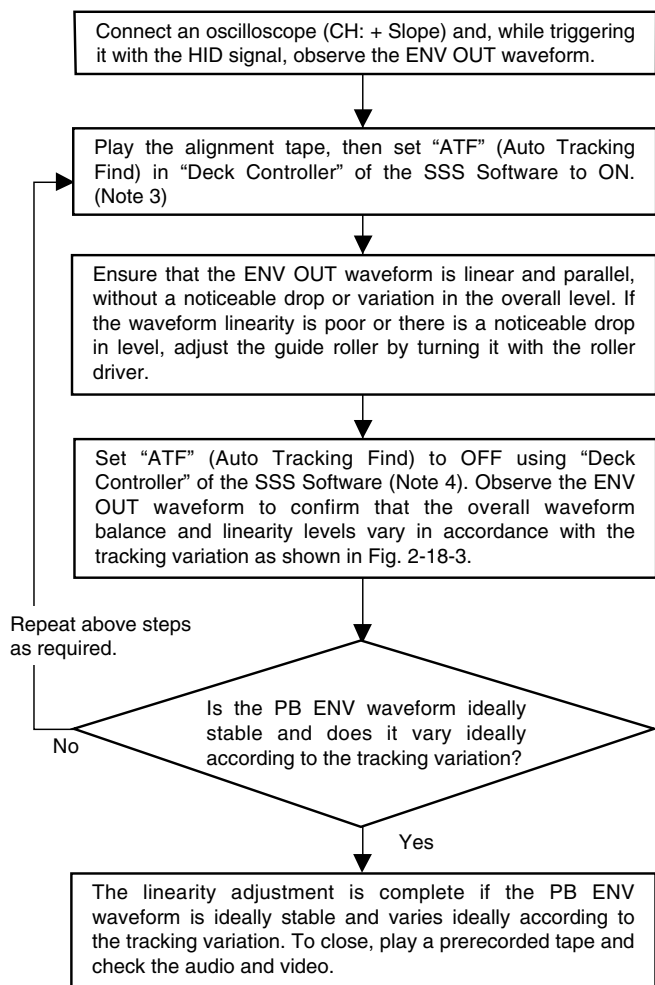 Connect an oscilloscope (CH: + Slope) and, while triggering
it with the HID signal, observe the ENV OUT waveform.
Play the alignment tape, then set “ATF” (Auto Tracking
Find) in “Deck Controller” of the SSS Software to ON.
(Note 3)
Ensure that the ENV OUT waveform is linear and parallel,
without a noticeable drop or variation in the overall level. If
the waveform linearity is poor or there is a noticeable drop
in level, adjust the guide roller by turning it with the roller
driver.
Set “ATF” (Auto Tracking Find) to OFF using “Deck
Controller” of the SSS Software (Note 4). Observe the ENV
OUT waveform to confirm that the overall waveform
balance and linearity levels vary in accordance with the
tracking variation as shown in Fig. 2-18-3.
Repeat above steps
as required.
Is the PB ENV waveform ideally
stable and does it vary ideally
according to the tracking variation?
No
Yes
The linearity adjustment is complete if the PB ENV
waveform is ideally stable and varies ideally according to
the tracking variation. To close, play a prerecorded tape and
check the audio and video.